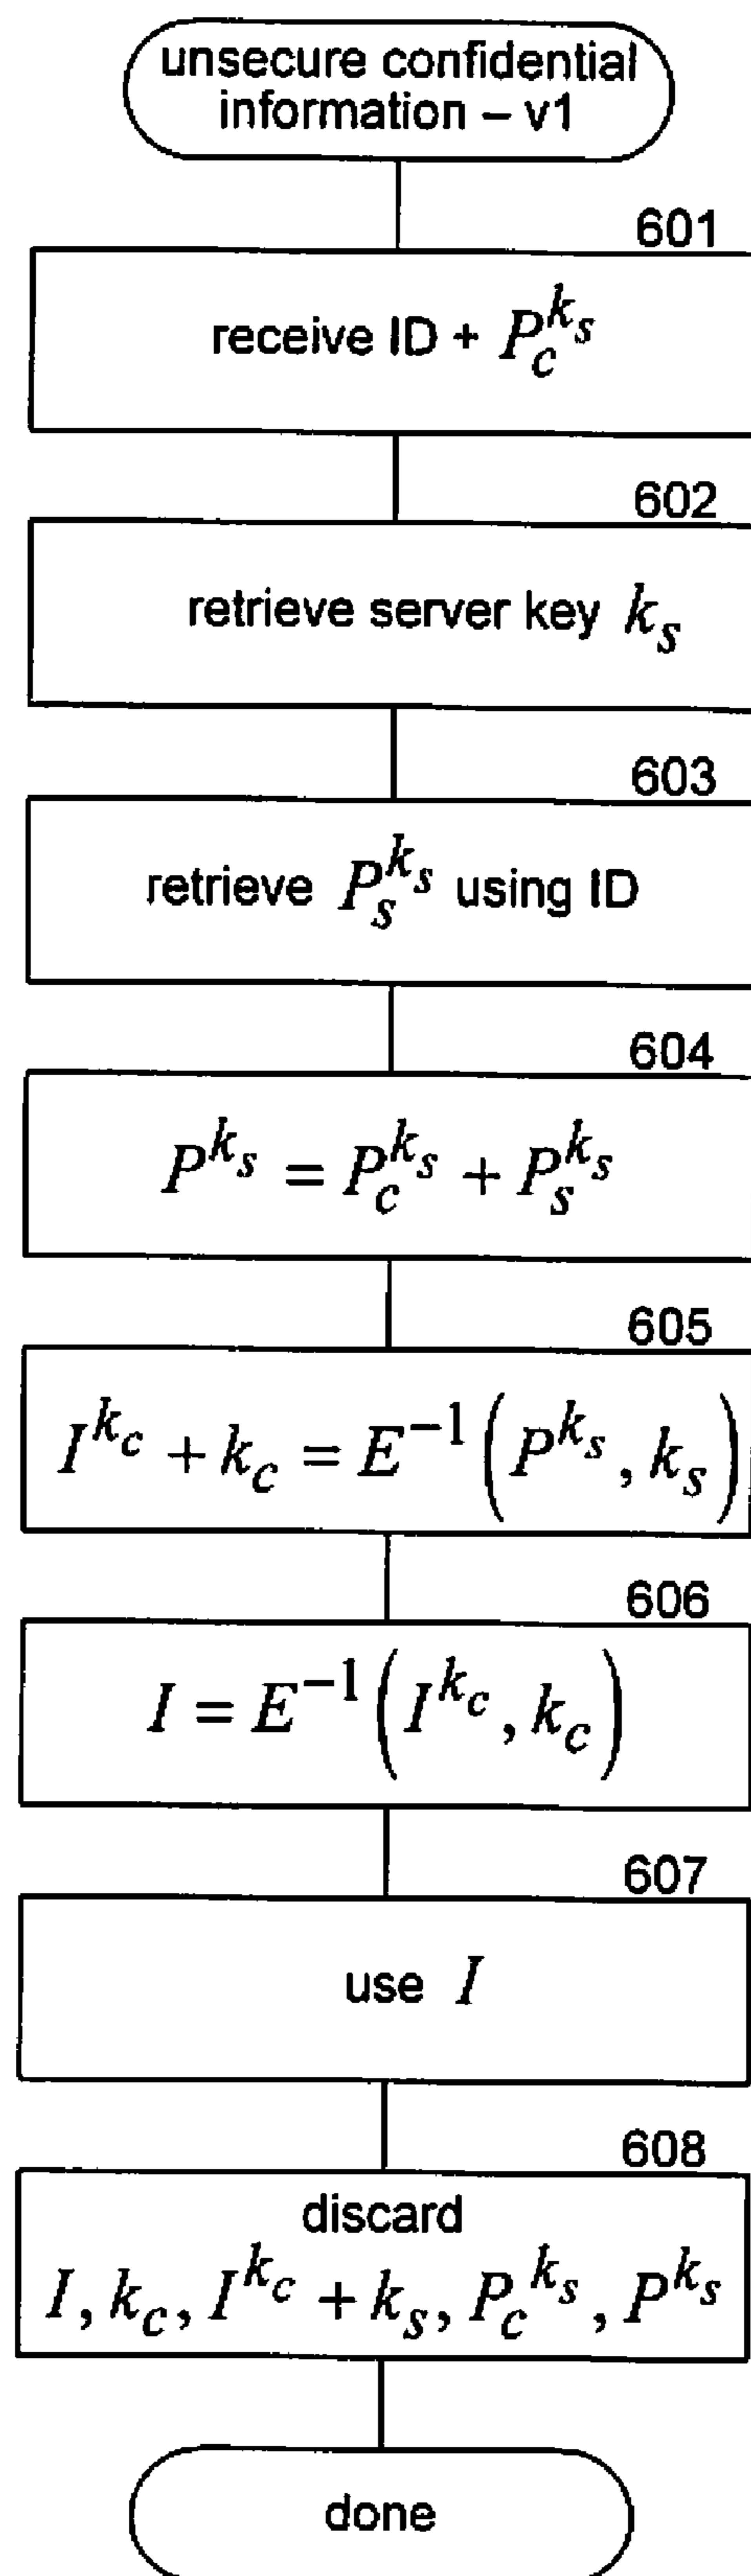 unsecure confidential
information – v1
601
receive ID + P_c^{k_s}
602
retrieve server key k_s
603
retrieve P_s^{k_s} using ID
604
P^{k_s} = P_c^{k_s} + P_s^{k_s}
605
I^{k_c} + k_c = E^{-1}(P^{k_s}, k_s)
606
I = E^{-1}(I^{k_c}, k_c)
607
use I
608
discard
I, k_c, I^{k_c} + k_s, P_c^{k_s}, P^{k_s}
done